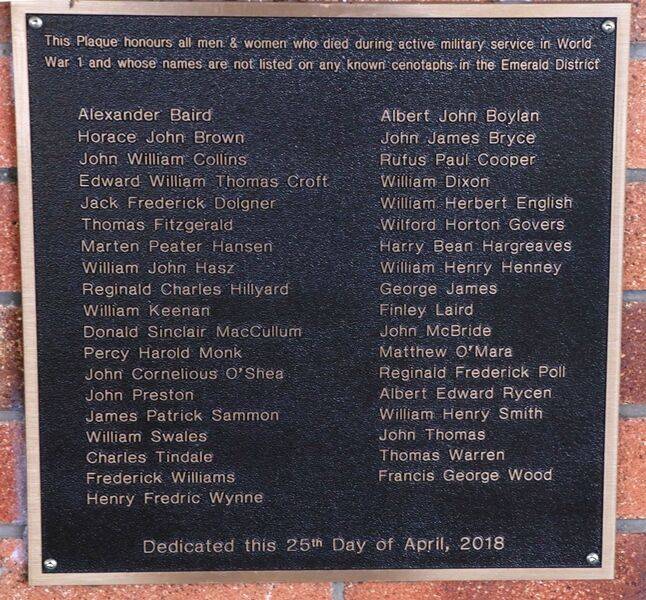 This Plaque honours all men & women who died during active military service in World
War 1 and whose names are not listed on any known cenotaphs in the Emerald District
Alexander Baird
Horace John Brown
John William Collins
Edward William Thomas Croft
Jack Frederick Dolgner
Thomas Fitzgerald
Marten Peater Hansen
William John Hasz
Reginald Charles Hillyard
William Keenan
Donald Sinclair MacCullum
Percy Harold Monk
John Cornelious O'Shea
John Preston
James Patrick Sammon
William Swales
Charles Tindale
Frederick Williams
Henry Fredric Wynne
Albert John Boylan
John James Bryce
Rufus Paul Cooper
William Dixon
William Herbert English
Wilford Horton Govers
Harry Bean Hargreaves
William Henry Henney
George James
Finley Laird
John McBride
Matthew O'Mara
Reginald Frederick Poll
Albert Edward Rycen
William Henry Smith
John Thomas
Thomas Warren
Francis George Wood
Dedicated this 25th Day of April, 2018